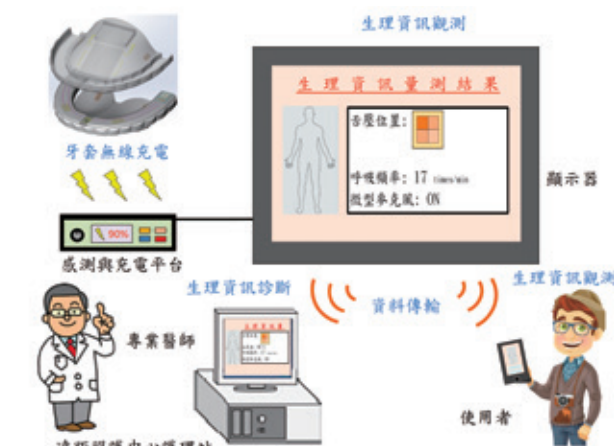 生理資訊觀測
生理資訊量測結果
舌壓位置:
呼吸頻率: 17 times/min
微型麥克風: ON
顯示器
牙套無線充電
90%
感測與充電平台
生理資訊診斷
資料傳輸
生理資訊觀測
專業醫師
使用者